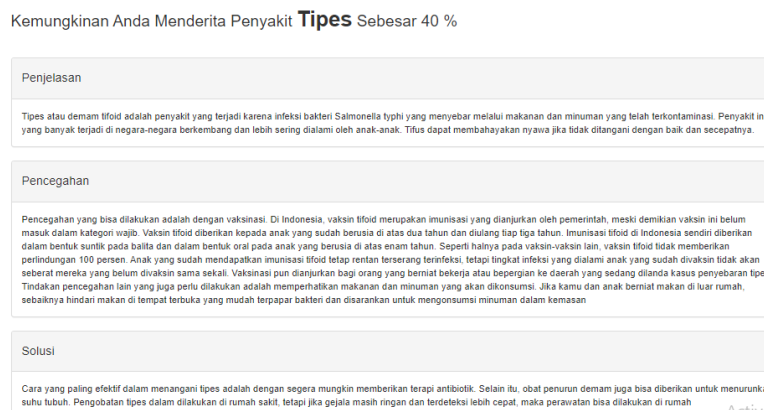 Kemungkinan Anda Menderita Penyakit Tipes Sebesar 40 %
Penjelasan
Tipes atau demam tifoid adalah penyakit yang terjadi karena infeksi bakteri Salmonella typhi yang menyebar melalui makanan dan minuman yang telah terkontaminasi. Penyakit in
yang banyak terjadi di negara-negara berkembang dan lebih sering dialami oleh anak-anak. Tifus dapat membahayakan nyawa jika tidak ditangani dengan baik dan secepatnya.
Pencegahan
Pencegahan yang bisa dilakukan adalah dengan vaksinasi. Di Indonesia, vaksin tifoid merupakan imunisasi yang dianjurkan oleh pemerintah, meski demikian vaksin ini belum
masuk dalam kategori wajib. Vaksin tifoid diberikan kepada anak yang sudah berusia di atas dua tahun dan diulang tiap tiga tahun. Imunisasi tifoid di Indonesia sendiri diberikan
dalam bentuk suntik pada balita dan dalam bentuk oral pada anak yang berusia di atas enam tahun. Seperti halnya pada vaksin-vaksin lain, vaksin tifoid tidak memberikan
perlindungan 100 persen. Anak yang sudah mendapatkan imunisasi tifoid tetap rentan terserang terinfeksi, tetapi tingkat infeksi yang dialami anak yang sudah divaksin tidak akan
seberat mereka yang belum divaksin sama sekali. Vaksinasi pun dianjurkan bagi orang yang berniat bekerja atau bepergian ke daerah yang sedang dilanda kasus penyebaran tipe
Tindakan pencegahan lain yang juga perlu dilakukan adalah memperhatikan makanan dan minuman yang akan dikonsumsi. Jika kamu dan anak berniat makan di luar rumah,
sebaiknya hindari makan di tempat terbuka yang mudah terpapar bakteri dan disarankan untuk mengonsumsi minuman dalam kemasan
Solusi
Cara yang paling efektif dalam menangani tipes adalah dengan segera mungkin memberikan terapi antibiotik. Selain itu, obat penurun demam juga bisa diberikan untuk menurunka
suhu tubuh. Pengobatan tipes dalam dilakukan di rumah sakit, tetapi jika gejala masih ringan dan terdeteksi lebih cepat, maka perawatan bisa dilakukan di rumah